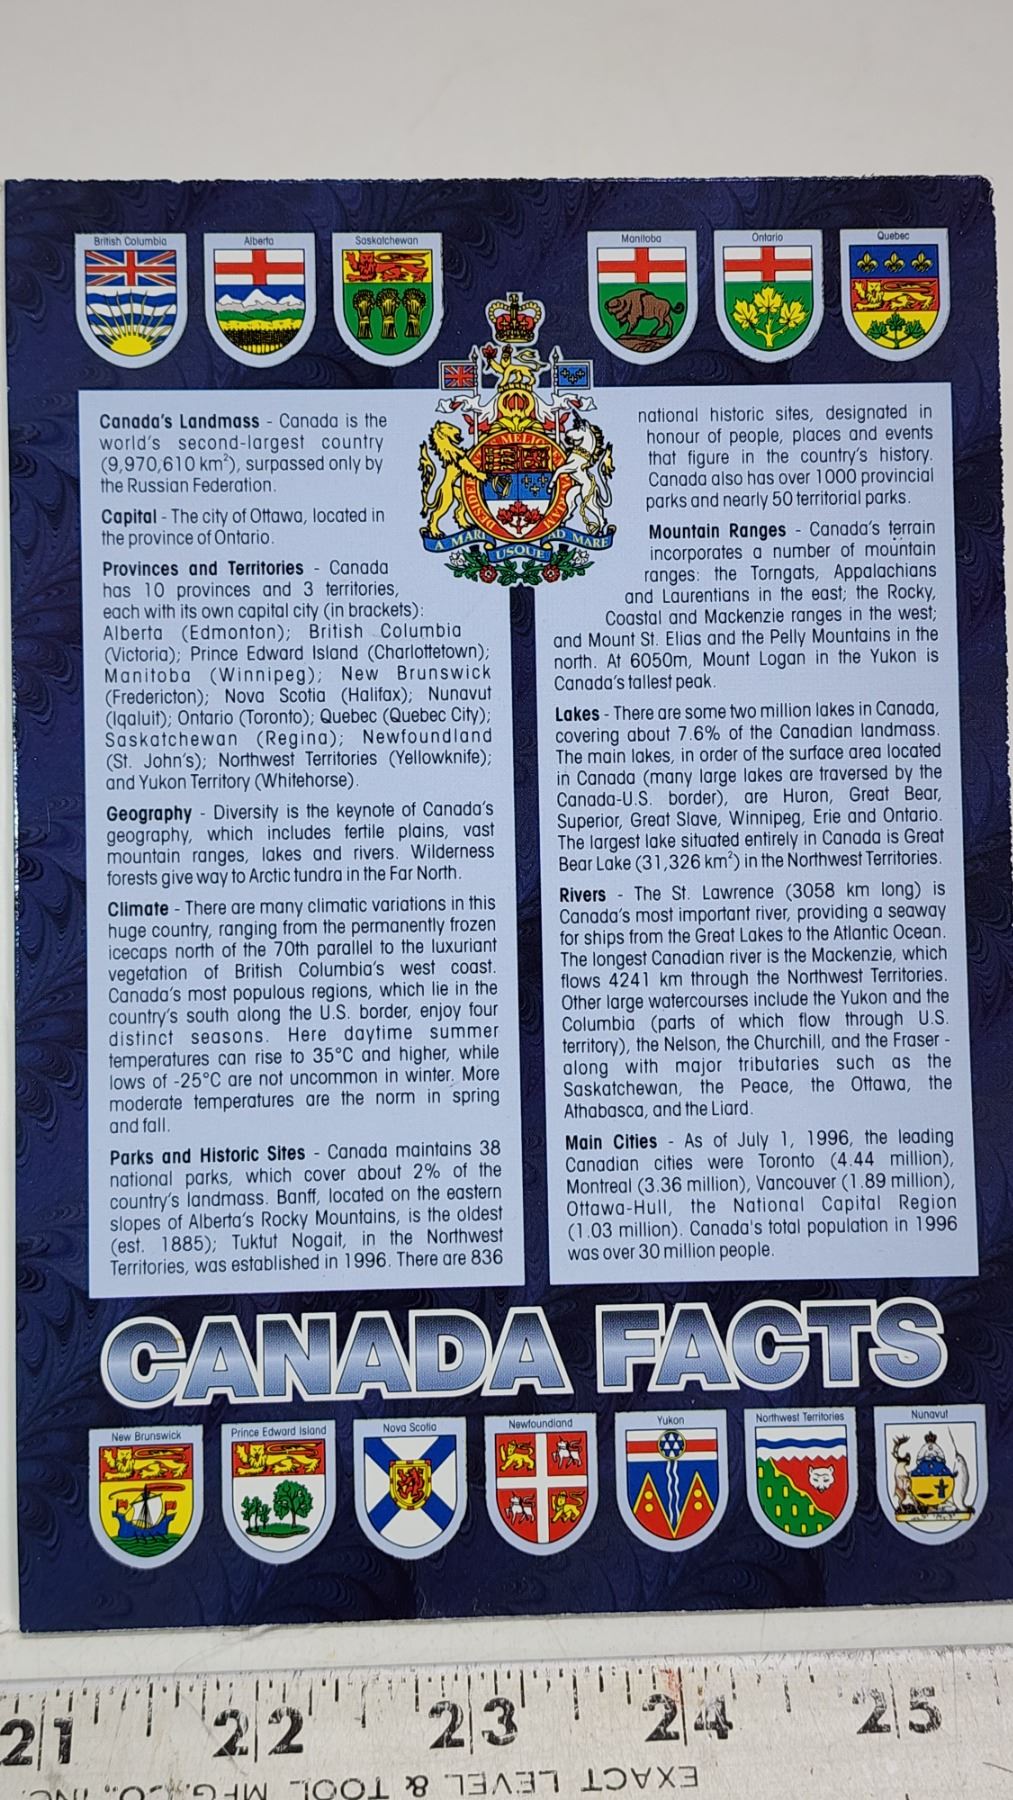 British Columbia
Alberta
Saskatchewan
Manitoba
Ontario
Quebec
A MARI USQUE AD MARE
Canada's Landmass - Canada is the
world's second-largest country
(9,970,610 km²), surpassed only by
the Russian Federation.
Capital - The city of Ottawa, located in
the province of Ontario.
Provinces and Territories - Canada
has 10 provinces and 3 territories,
each with its own capital city (in brackets):
Alberta (Edmonton); British Columbia
(Victoria); Prince Edward Island (Charlottetown);
Manitoba (Winnipeg); New Brunswick
(Fredericton); Nova Scotia (Halifax); Nunavut
(Iqaluit); Ontario (Toronto); Quebec (Quebec City);
Saskatchewan (Regina); Newfoundland
(St. John's); Northwest Territories (Yellowknife);
and Yukon Territory (Whitehorse).
Geography - Diversity is the keynote of Canada's
geography, which includes fertile plains, vast
mountain ranges, lakes and rivers. Wilderness
forests give way to Arctic tundra in the Far North.
Climate - There are many climatic variations in this
huge country, ranging from the permanently frozen
icecaps north of the 70th parallel to the luxuriant
vegetation of British Columbia's west coast.
Canada's most populous regions, which lie in the
country's south along the U.S. border, enjoy four
distinct seasons. Here daytime summer
temperatures can rise to 35°C and higher, while
lows of -25°C are not uncommon in winter. More
moderate temperatures are the norm in spring
and fall.
Parks and Historic Sites - Canada maintains 38
national parks, which cover about 2% of the
country's landmass. Banff, located on the eastern
slopes of Alberta's Rocky Mountains, is the oldest
(est. 1885); Tuktut Nogait, in the Northwest
Territories, was established in 1996. There are 836
national historic sites, designated in
honour of people, places and events
that figure in the country's history.
Canada also has over 1000 provincial
parks and nearly 50 territorial parks.
Mountain Ranges - Canada's terrain
incorporates a number of mountain
ranges: the Torngats, Appalachians
and Laurentians in the east; the Rocky,
Coastal and Mackenzie ranges in the west;
and Mount St. Elias and the Pelly Mountains in the
north. At 6050m, Mount Logan in the Yukon is
Canada's tallest peak.
Lakes - There are some two million lakes in Canada,
covering about 7.6% of the Canadian landmass.
The main lakes, in order of the surface area located
in Canada (many large lakes are traversed by the
Canada-U.S. border), are Huron, Great Bear,
Superior, Great Slave, Winnipeg, Erie and Ontario.
The largest lake situated entirely in Canada is Great
Bear Lake (31,326 km²) in the Northwest Territories.
Rivers - The St. Lawrence (3058 km long) is
Canada's most important river, providing a seaway
for ships from the Great Lakes to the Atlantic Ocean.
The longest Canadian river is the Mackenzie, which
flows 4241 km through the Northwest Territories.
Other large watercourses include the Yukon and the
Columbia (parts of which flow through U.S.
territory), the Nelson, the Churchill, and the Fraser -
along with major tributaries such as the
Saskatchewan, the Peace, the Ottawa, the
Athabasca, and the Liard.
Main Cities - As of July 1, 1996, the leading
Canadian cities were Toronto (4.44 million),
Montreal (3.36 million), Vancouver (1.89 million),
Ottawa-Hull, the National Capital Region
(1.03 million). Canada's total population in 1996
was over 30 million people.
CANADA FACTS
New Brunswick
Prince Edward Island
Nova Scotia
Newfoundland
Yukon
Northwest Territories
Nunavut
21 22 23 24 25
EXACT LEVEL & TOOL MFG. CO., INC.